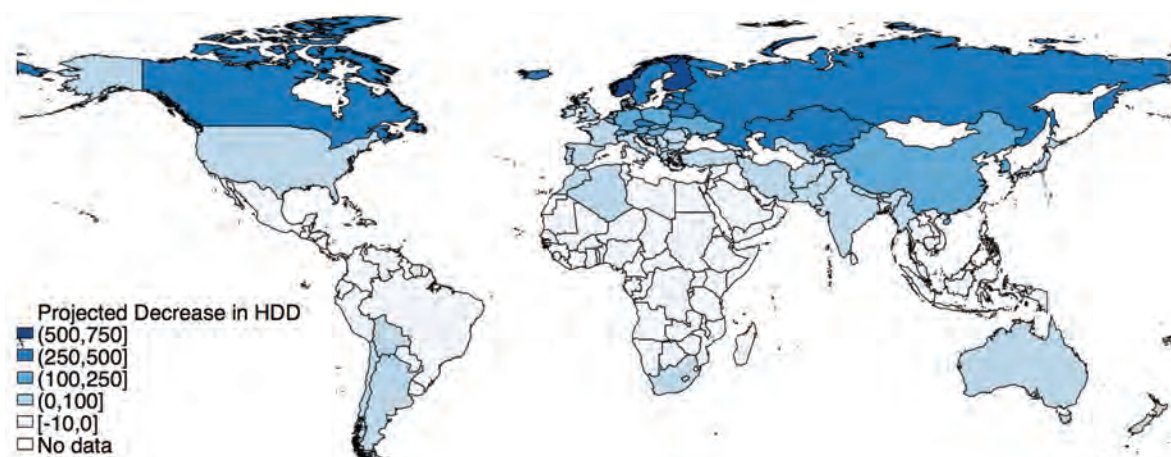 Projected Decrease in HDD
(500,750]
(250,500]
(100,250]
(0,100]
[-10,0]
No data